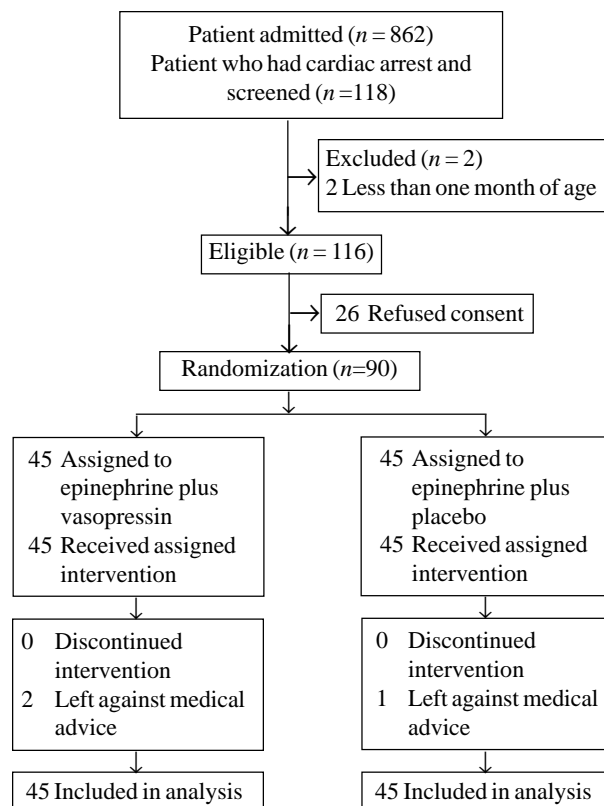 Patient admitted (n = 862)
Patient who had cardiac arrest and
screened (n =118)
Excluded (n = 2)
2 Less than one month of age
Eligible (n = 116)
26 Refused consent
Randomization (n=90)
45 Assigned to
epinephrine plus
vasopressin
45 Received assigned
intervention
45 Assigned to
epinephrine plus
placebo
45 Received assigned
intervention
0 Discontinued
intervention
2 Left against medical
advice
0 Discontinued
intervention
1 Left against medical
advice
45 Included in analysis
45 Included in analysis